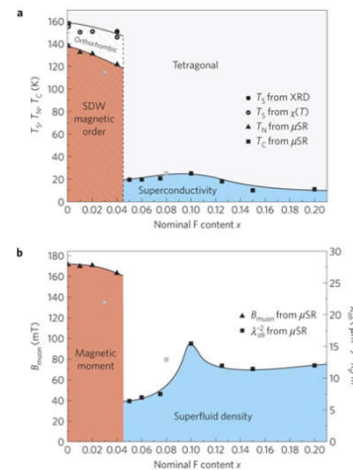 a
160
140
120
100
80
60
40
20
0
T_S, T_N, T_C (K)
Orthorhombic
SDW
magnetic
order
Tetragonal
T_S from XRD
T_S from χ(T)
T_N from μSR
T_C from μSR
Superconductivity
0 0.02 0.04 0.06 0.08 0.10 0.12 0.14 0.16 0.18 0.20
Nominal F content x
b
180
160
140
120
100
80
60
40
20
0
B_muon (mT)
Magnetic
moment
B_muon from μSR
λ_ab^-2 from μSR
Superfluid density
30
25
20
15
10
5
0
0 0.02 0.04 0.06 0.08 0.10 0.12 0.14 0.16 0.18 0.20
Nominal F content x